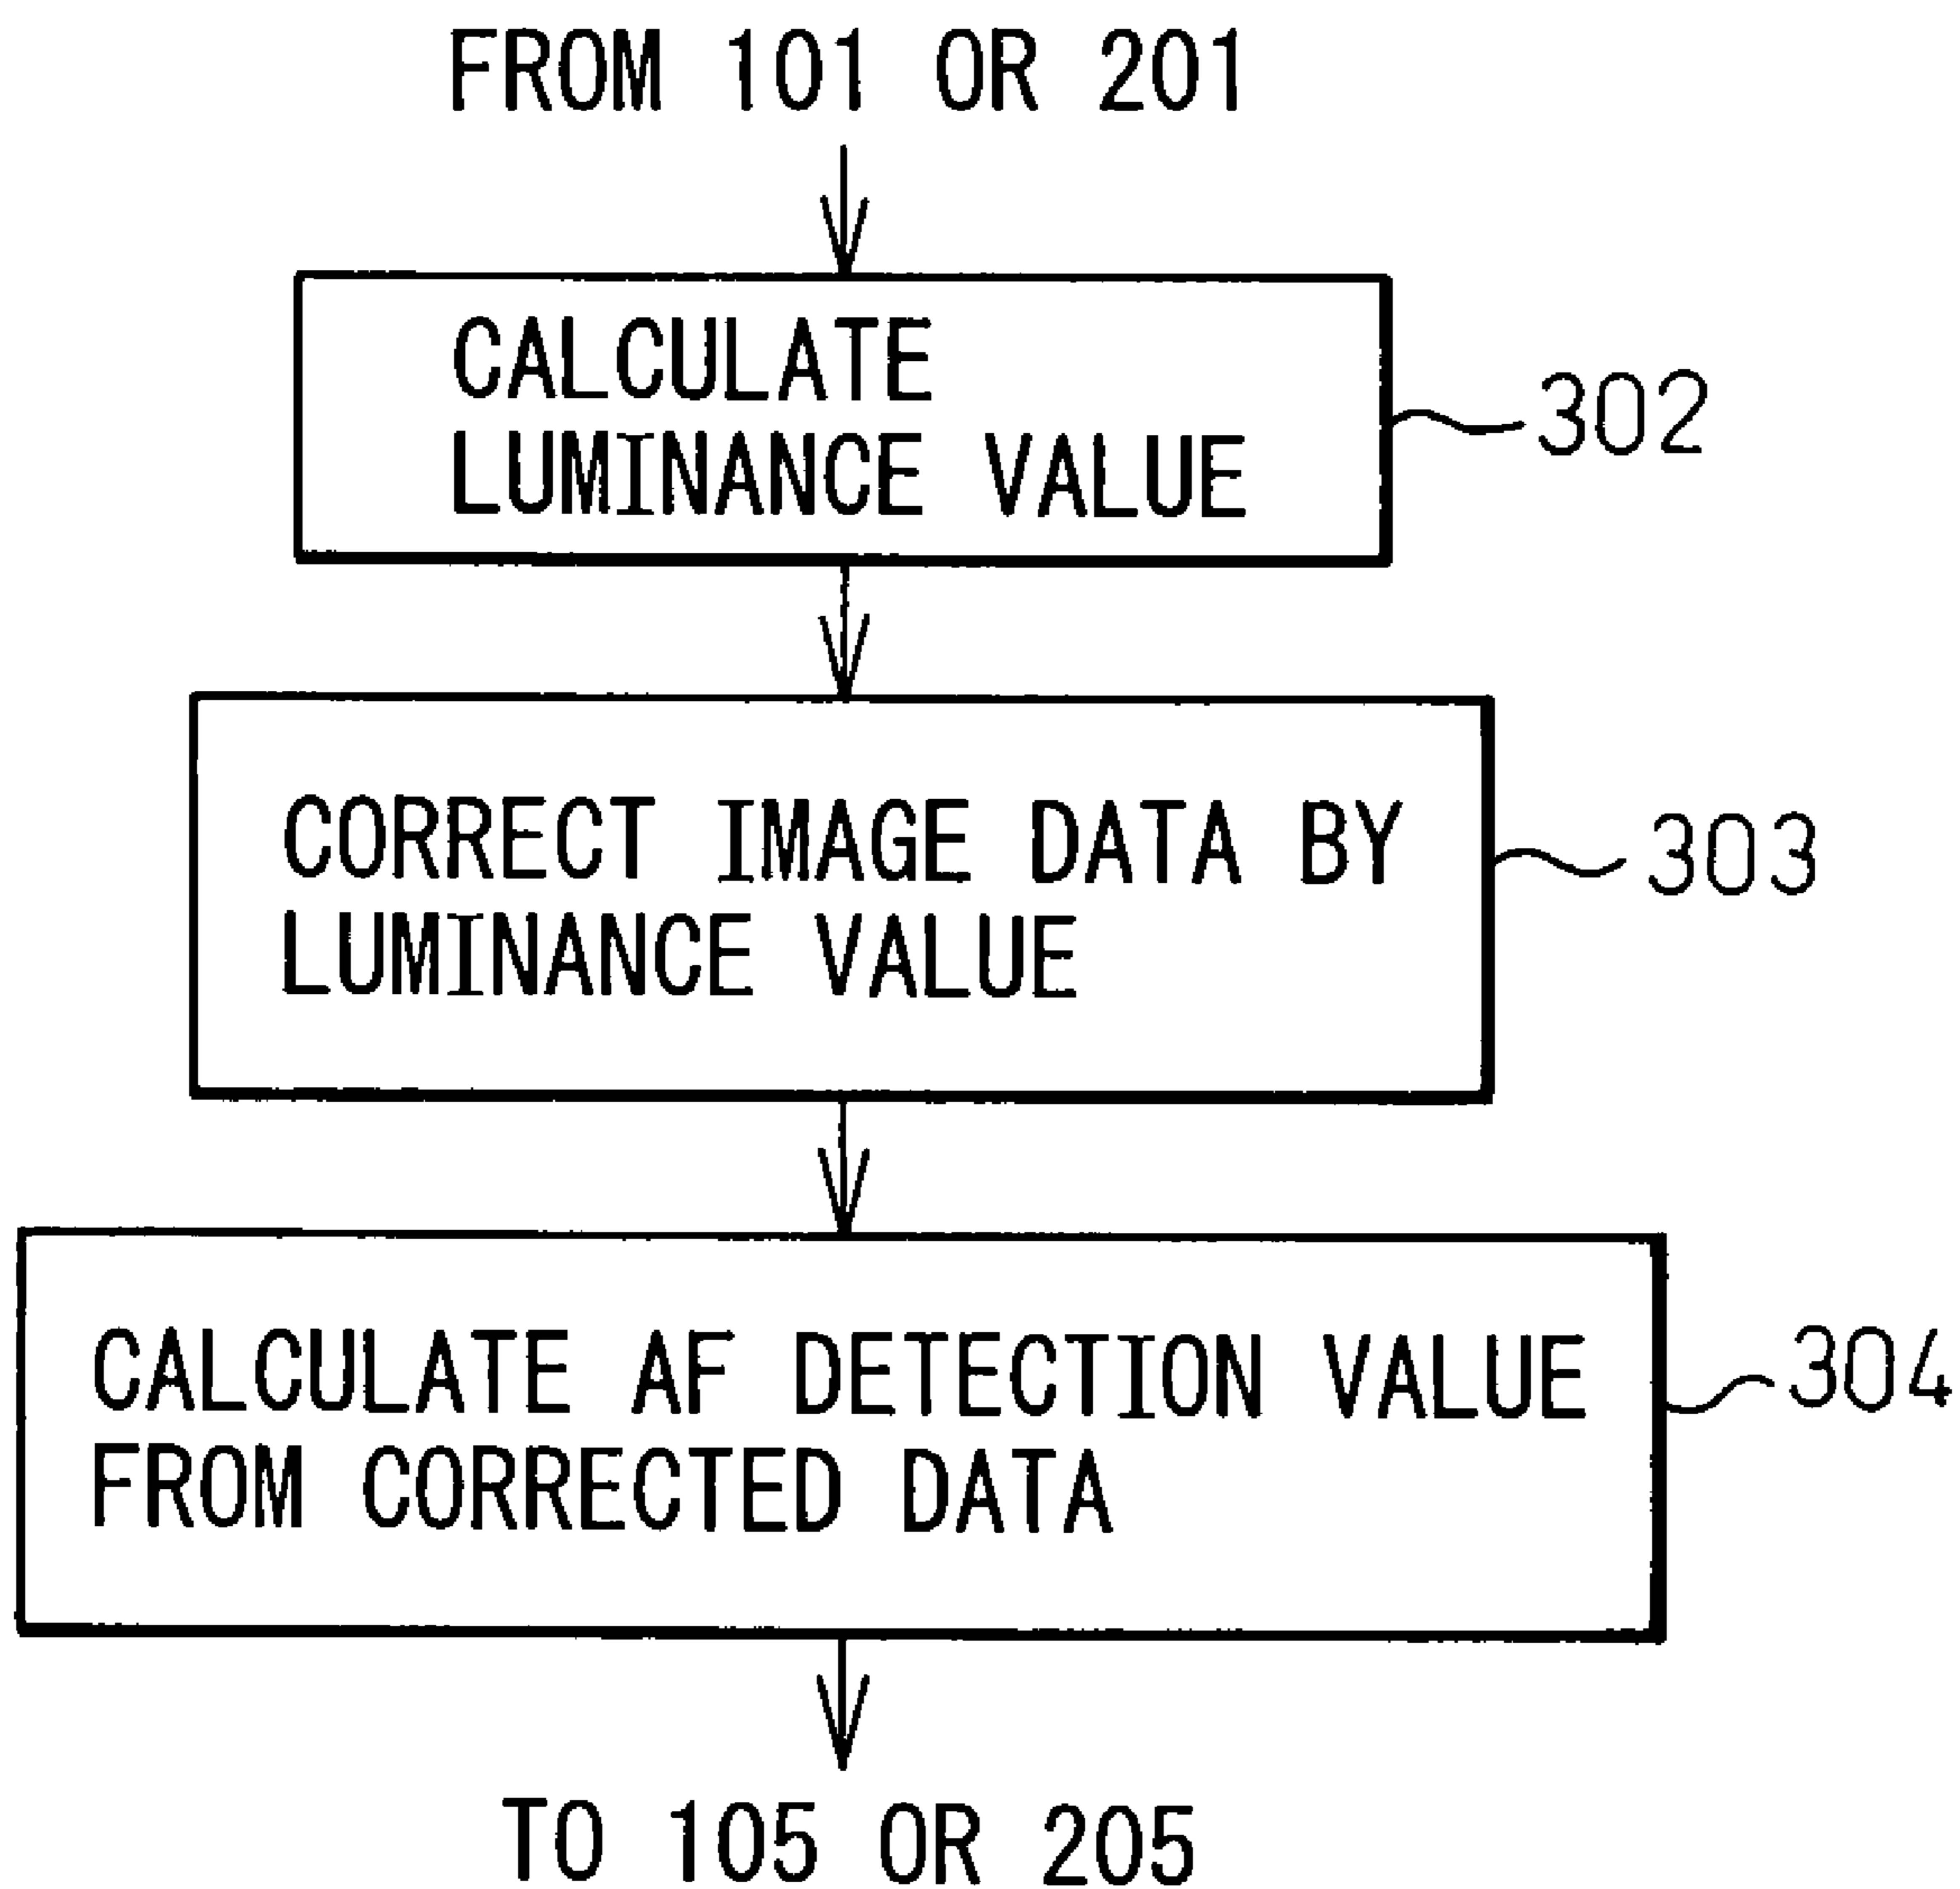 FROM 101 OR 201
CALCULATE
LUMINANCE VALUE
302
CORRECT IMAGE DATA BY
LUMINANCE VALUE
303
CALCULATE AF DETECTION VALUE
FROM CORRECTED DATA
304
TO 105 OR 205